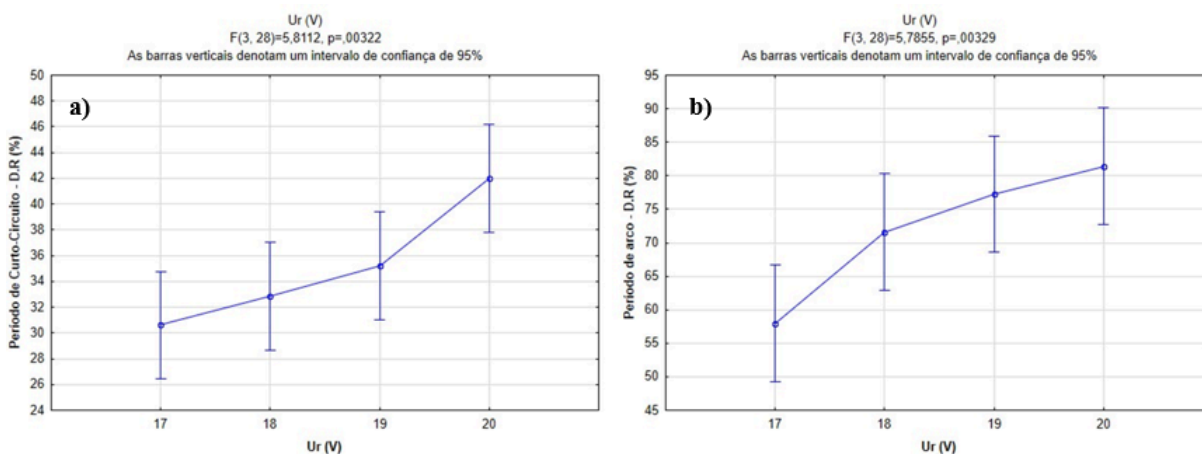 Ur (V)
F(3, 28)=5,8112, p=,00322
As barras verticais denotam um intervalo de confiança de 95%
a)
Período de Curto-Circuito - D.R (%)
50
48
46
44
42
40
38
36
34
32
30
28
26
24
17 18 19 20
Ur (V)
Ur (V)
F(3, 28)=5,7855, p=,00329
As barras verticais denotam um intervalo de confiança de 95%
b)
Período de arco - D.R (%)
95
90
85
80
75
70
65
60
55
50
45
17 18 19 20
Ur (V)